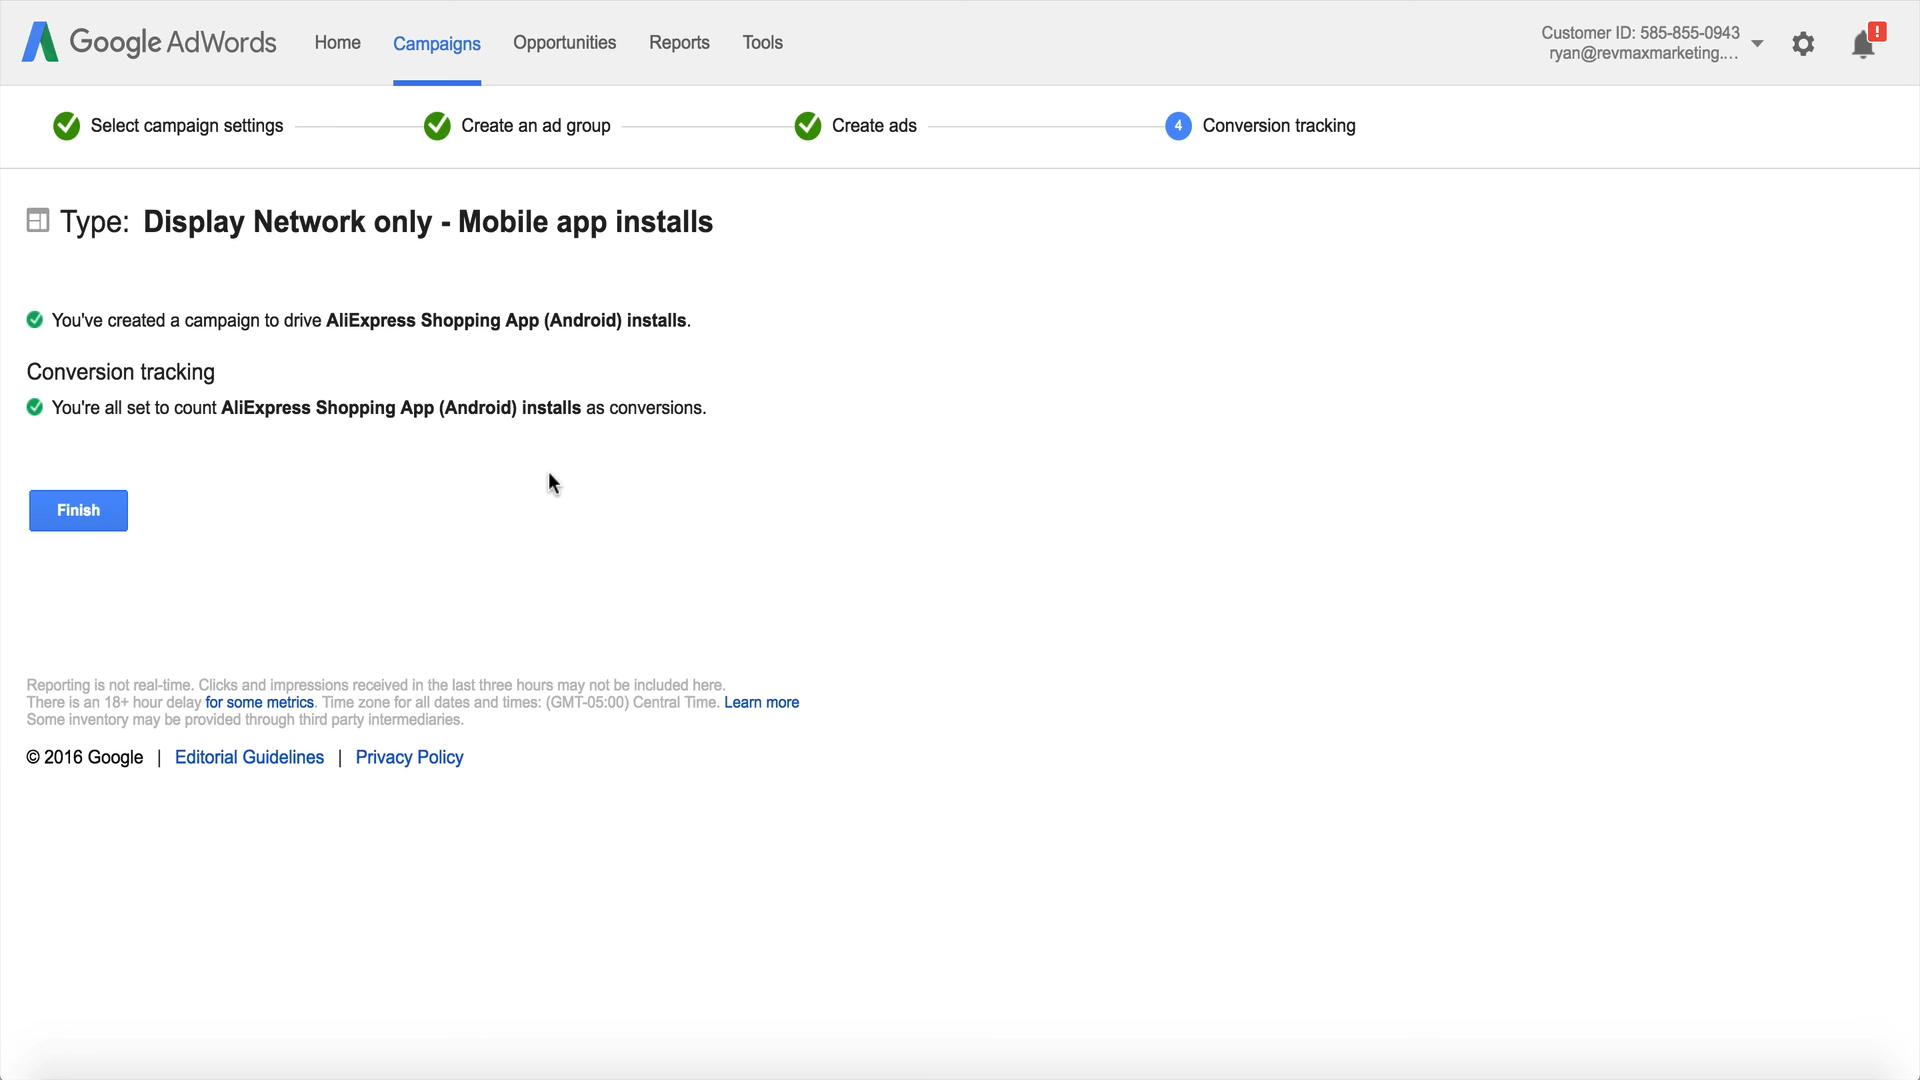 Google AdWords
Home
Campaigns
Opportunities
Reports
Tools
Customer ID: 585-855-0943
ryan@revmaxmarketing....
!
Select campaign settings
Create an ad group
Create ads
4
Conversion tracking
Type: Display Network only - Mobile app installs
You've created a campaign to drive AliExpress Shopping App (Android) installs.
Conversion tracking
You're all set to count AliExpress Shopping App (Android) installs as conversions.
Finish
Reporting is not real-time. Clicks and impressions received in the last three hours may not be included here.
There is an 18+ hour delay for some metrics. Time zone for all dates and times: (GMT-05:00) Central Time. Learn more
Some inventory may be provided through third party intermediaries.
© 2016 Google | Editorial Guidelines | Privacy Policy